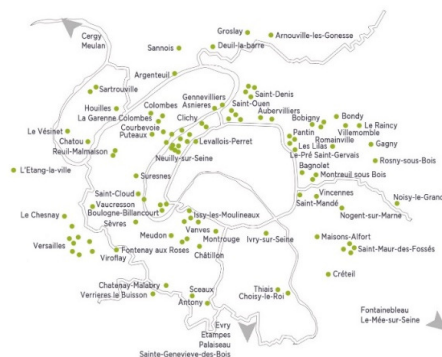 Cergy
Meulan
Groslay
Arnouville-les-Gonesse
Sannois
Deuil-la-barre
Argenteuil
Sartrouville
Gennevilliers
Saint-Denis
Houilles
Colombes
Asnieres
Saint-Ouen
La Garenne Colombes
Clichy
Aubervilliers
Bobigny
Bondy
Le Vésinet
Courbevoie
Pantin
Romainville
Le Raincy
Villemomble
Chatou
Puteaux
Levallois-Perret
Les Lilas
Gagny
Reuil-Malmaison
Neuilly-sur-Seine
Le-Pré Saint-Gervais
Rosny-sous-Bois
L'Etang-la-ville
Bagnolet
Suresnes
Montreuil sous Bois
Saint-Cloud
Vincennes
Noisy-le-Grand
Vaucresson
Saint-Mandé
Le Chesnay
Boulogne-Billancourt
Issy-les-Moulineaux
Nogent-sur-Marne
Sèvres
Vanves
Versailles
Meudon
Montrouge
Ivry-sur-Seine
Maisons-Alfort
Viroflay
Fontenay aux Roses
Châtillon
Saint-Maur-des-Fossés
Créteil
Chatenay-Malabry
Sceaux
Thiais
Verrieres le Buisson
Antony
Choisy-le-Roi
Evry
Etampes
Palaiseau
Sainte-Genevieve-des-Bois
Fontainebleau
Le-Mée-sur-Seine